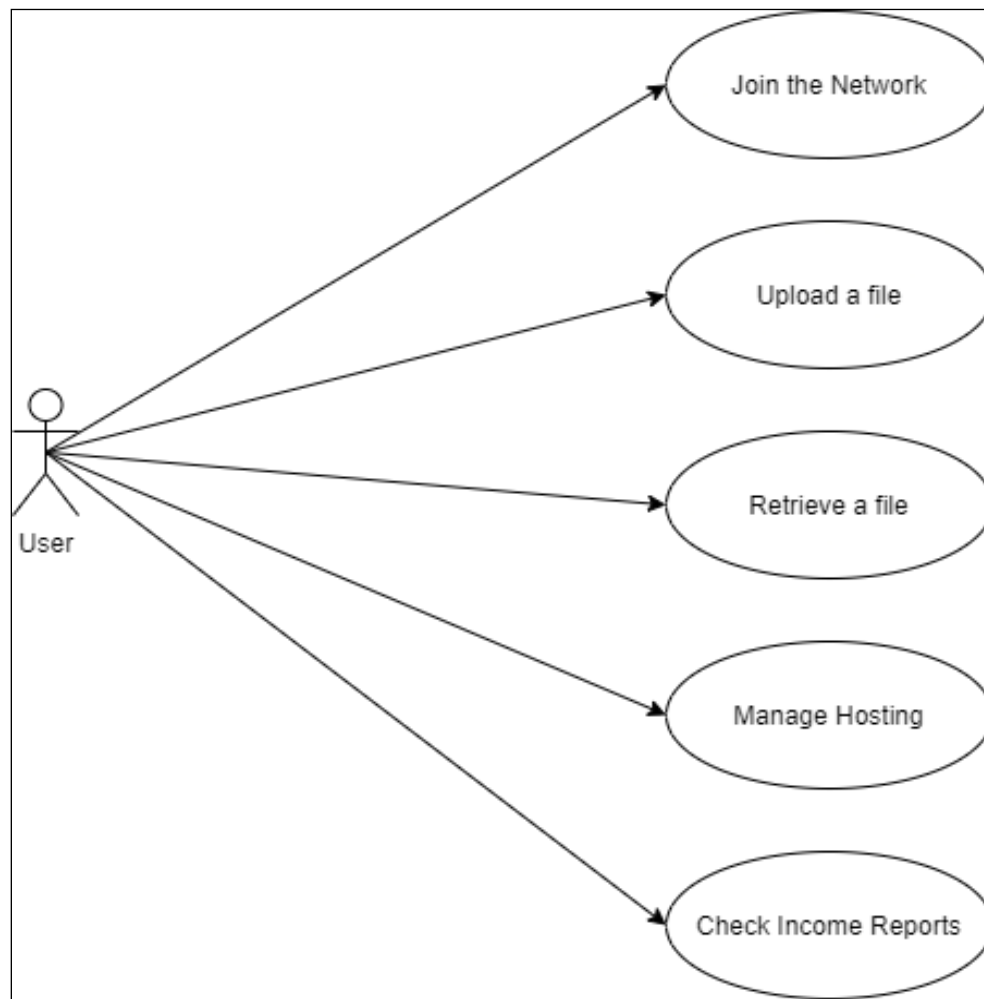 Join the Network
Upload a file
Retrieve a file
User
Manage Hosting
Check Income Reports